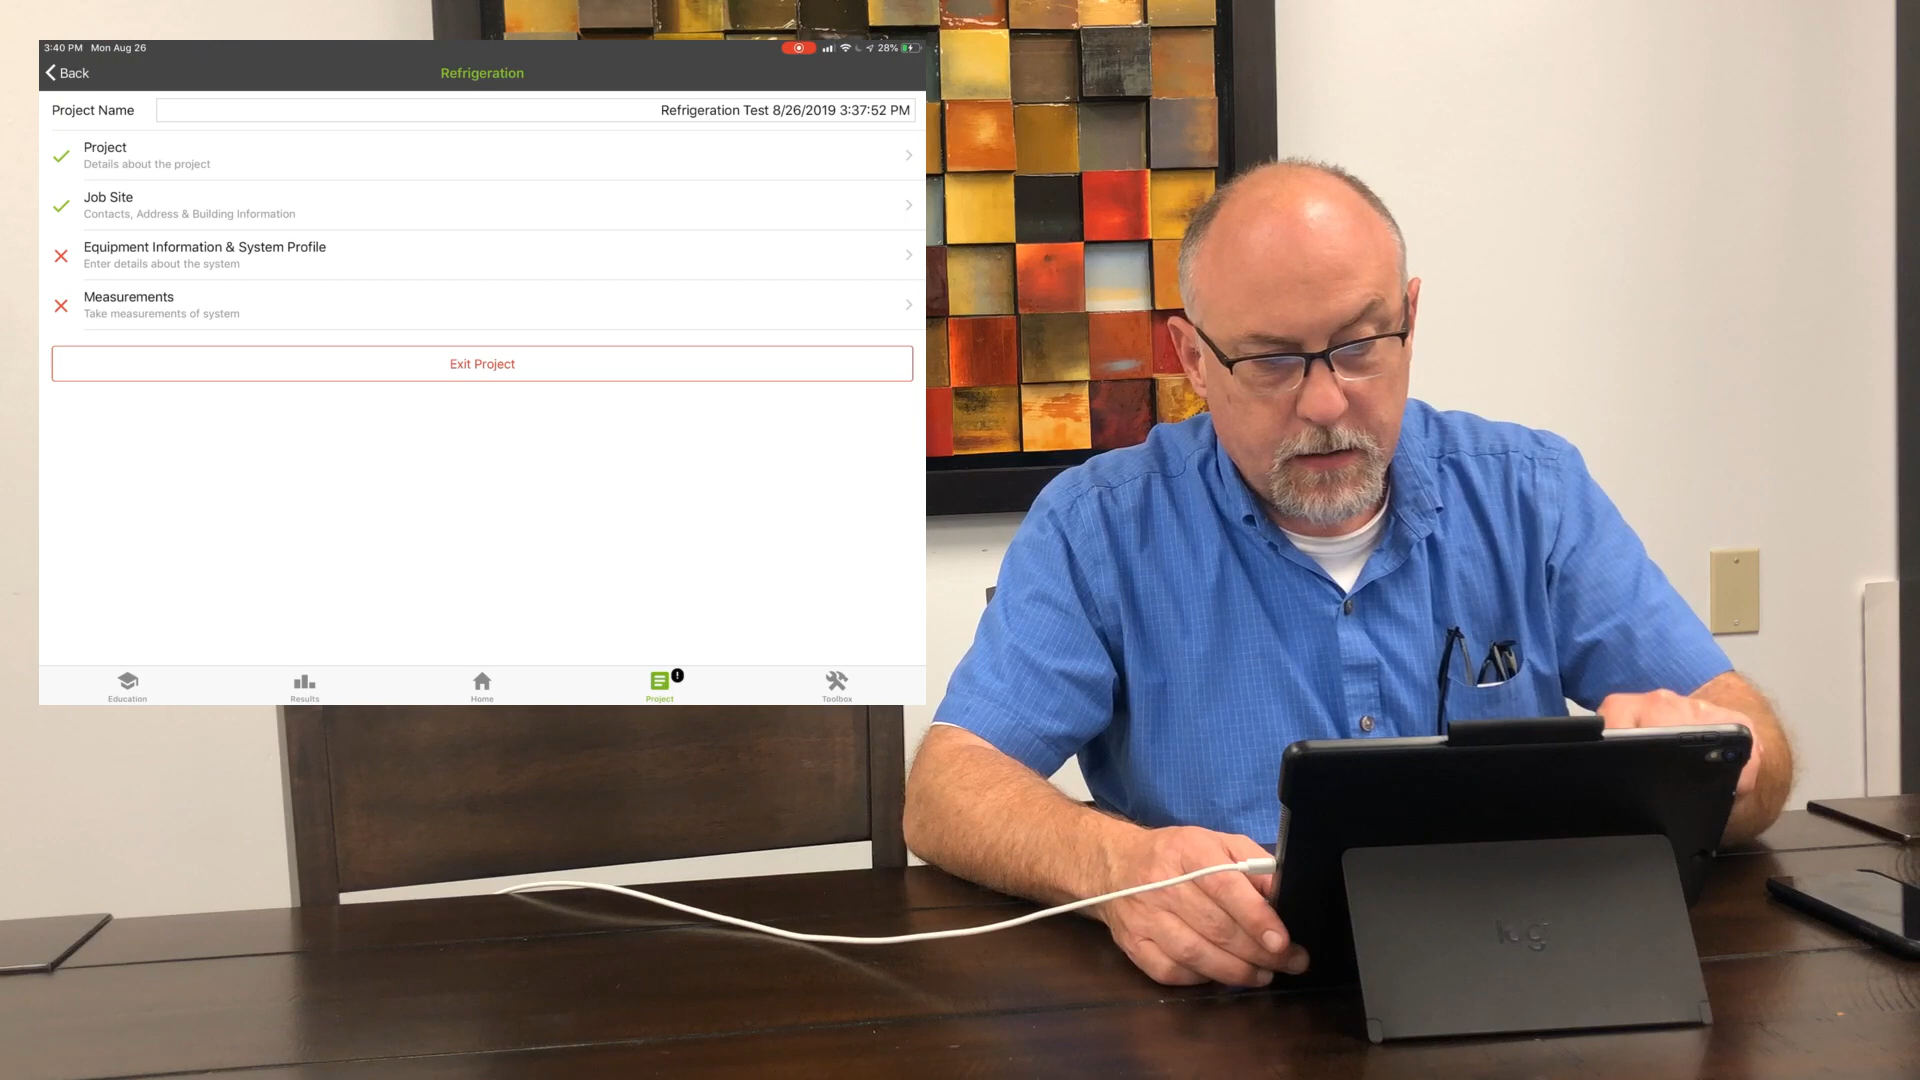 3:40 PM Mon Aug 26
28%
Back
Refrigeration
Project Name
Refrigeration Test 8/26/2019 3:37:52 PM
Project
Details about the project
Job Site
Contacts, Address & Building Information
Equipment Information & System Profile
Enter details about the system
Measurements
Take measurements of system
Exit Project
Education
Results
Home
Project
Toolbox